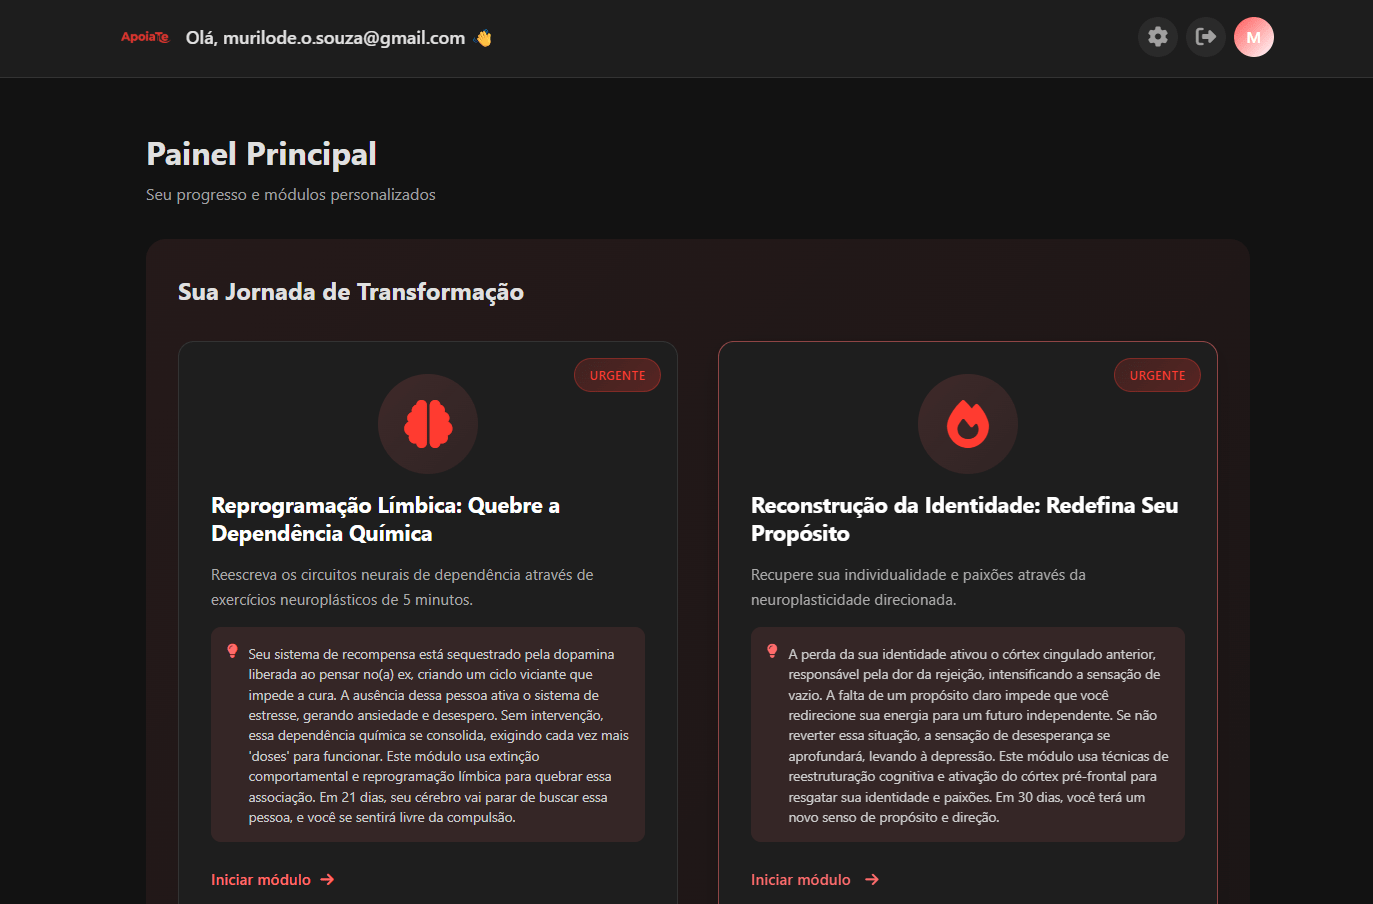 ApoiaTe
Olá, murilode.o.souza@gmail.com 👋
M
Painel Principal
Seu progresso e módulos personalizados
Sua Jornada de Transformação
URGENTE
Reprogramação Límbica: Quebre a
Dependência Química
Reescreva os circuitos neurais de dependência através de
exercícios neuroplásticos de 5 minutos.
Seu sistema de recompensa está sequestrado pela dopamina
liberada ao pensar no(a) ex, criando um ciclo viciante que
impede a cura. A ausência dessa pessoa ativa o sistema de
estresse, gerando ansiedade e desespero. Sem intervenção,
essa dependência química se consolida, exigindo cada vez mais
'doses' para funcionar. Este módulo usa extinção
comportamental e reprogramação límbica para quebrar essa
associação. Em 21 dias, seu cérebro vai parar de buscar essa
pessoa, e você se sentirá livre da compulsão.
Iniciar módulo →
URGENTE
Reconstrução da Identidade: Redefina Seu
Propósito
Recupere sua individualidade e paixões através da
neuroplasticidade direcionada.
A perda da sua identidade ativou o córtex cingulado anterior,
responsável pela dor da rejeição, intensificando a sensação de
vazio. A falta de um propósito claro impede que você
redirecione sua energia para um futuro independente. Se não
reverter essa situação, a sensação de desesperança se
aprofundará, levando à depressão. Este módulo usa técnicas de
reestruturação cognitiva e ativação do córtex pré-frontal para
resgatar sua identidade e paixões. Em 30 dias, você terá um
novo senso de propósito e direção.
Iniciar módulo →